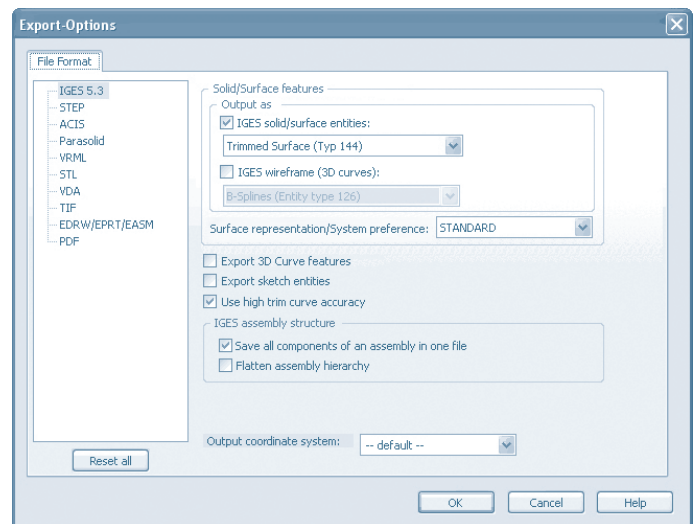 Export-Options
File Format
IGES 5.3
STEP
ACIS
Parasolid
VRML
STL
VDA
TIF
EDRW/EPRT/EASM
PDF
Reset all
Solid/Surface features
Output as
IGES solid/surface entities:
Trimmed Surface (Typ 144)
IGES wireframe (3D curves):
B-Splines (Entity type 126)
Surface representation/System preference: STANDARD
Export 3D Curve features
Export sketch entities
Use high trim curve accuracy
IGES assembly structure
Save all components of an assembly in one file
Flatten assembly hierarchy
Output coordinate system: -- default --
OK Cancel Help